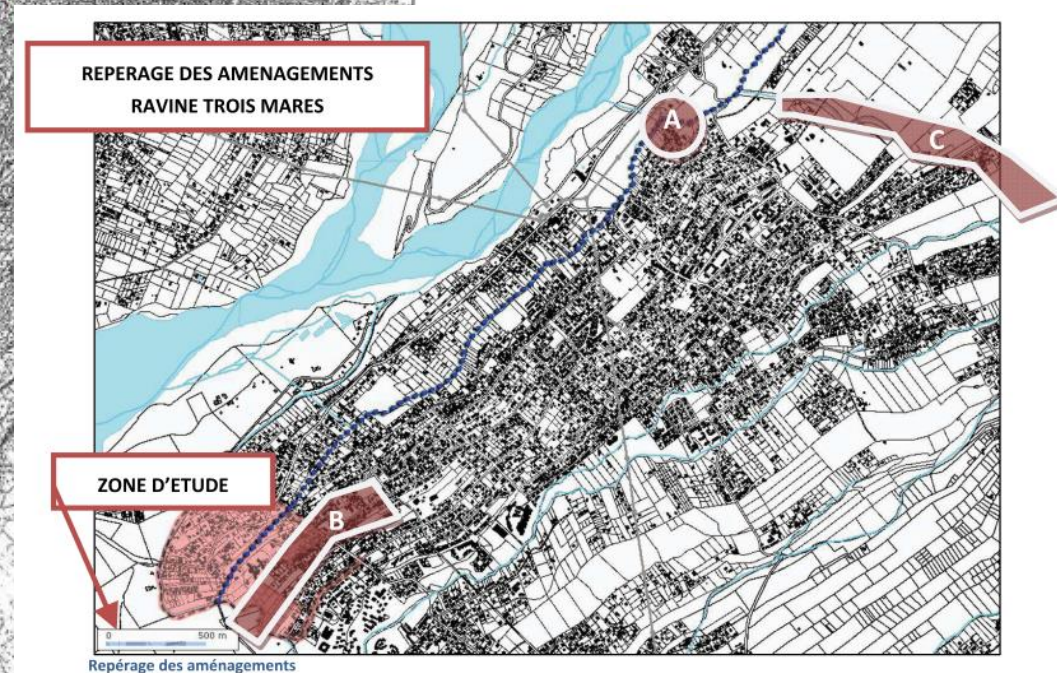 REPERAGE DES AMENAGEMENTS
RAVINE TROIS MARES
A
C
ZONE D'ETUDE
B
0 500 m
Repérage des aménagements